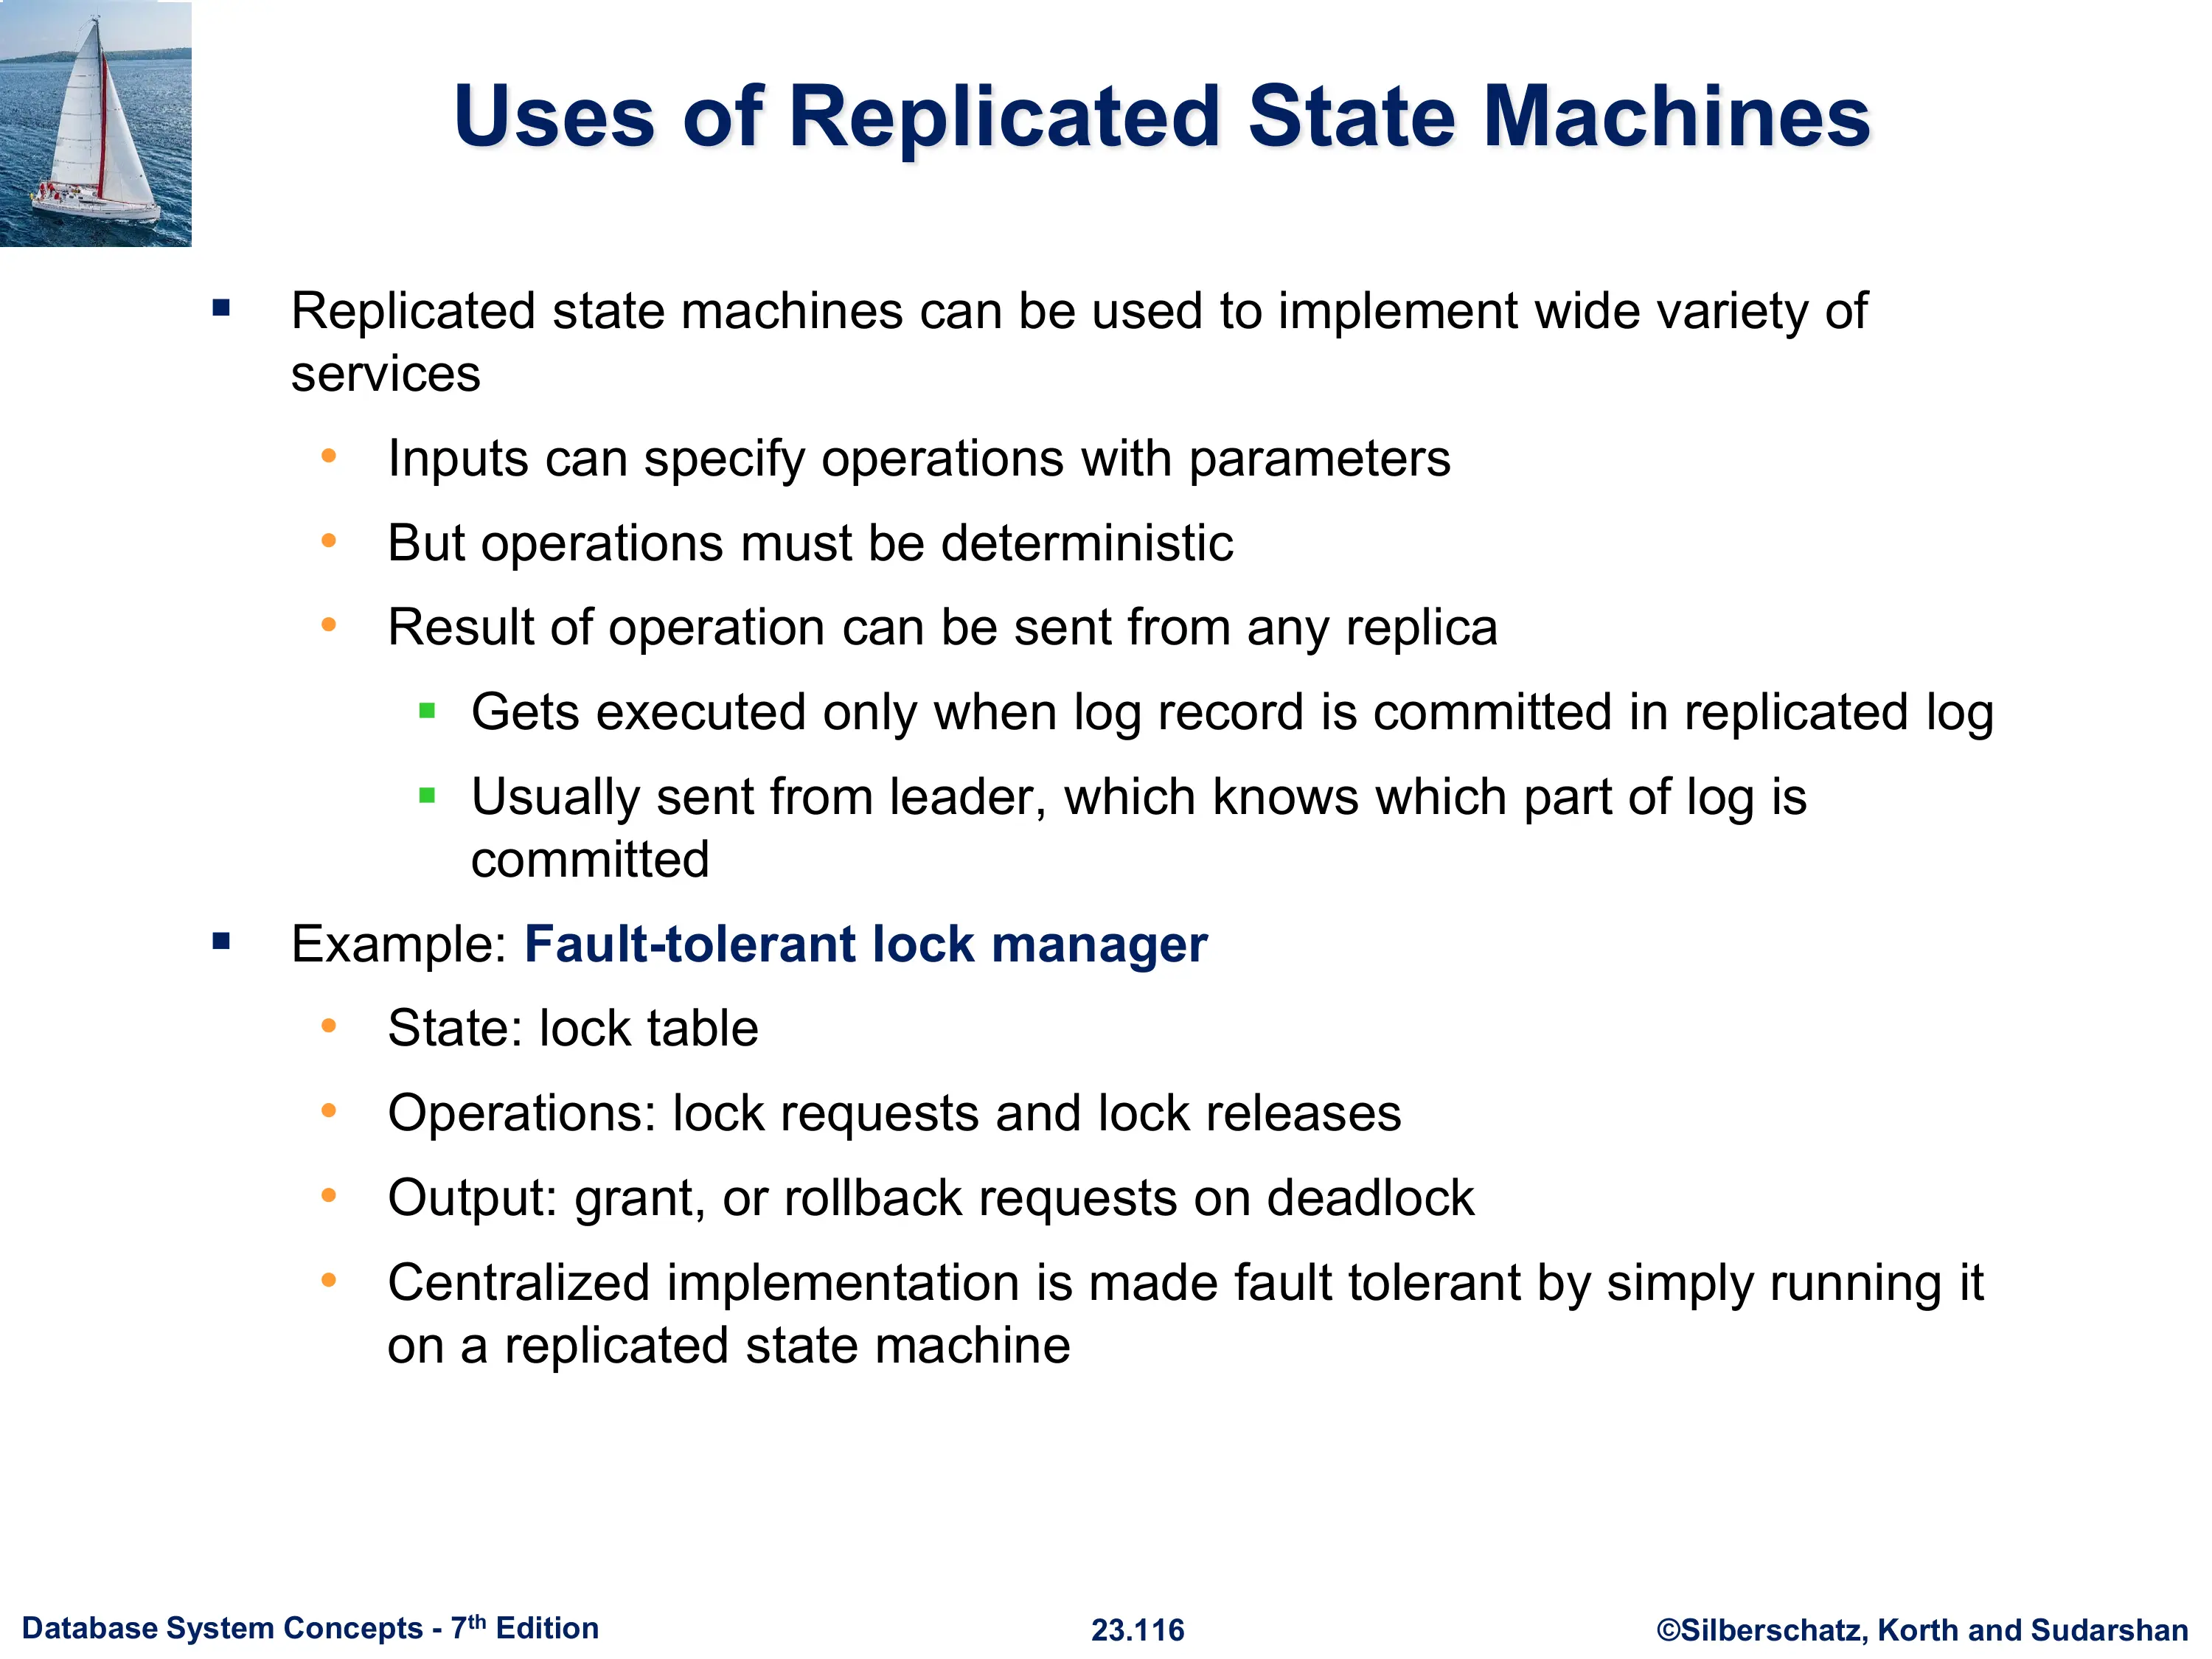 Uses of Replicated State Machines
▪ Replicated state machines can be used to implement wide variety of
services
• Inputs can specify operations with parameters
• But operations must be deterministic
• Result of operation can be sent from any replica
▪ Gets executed only when log record is committed in replicated log
▪ Usually sent from leader, which knows which part of log is
committed
▪ Example: Fault-tolerant lock manager
• State: lock table
• Operations: lock requests and lock releases
• Output: grant, or rollback requests on deadlock
• Centralized implementation is made fault tolerant by simply running it
on a replicated state machine
Database System Concepts - 7th Edition
23.116
©Silberschatz, Korth and Sudarshan